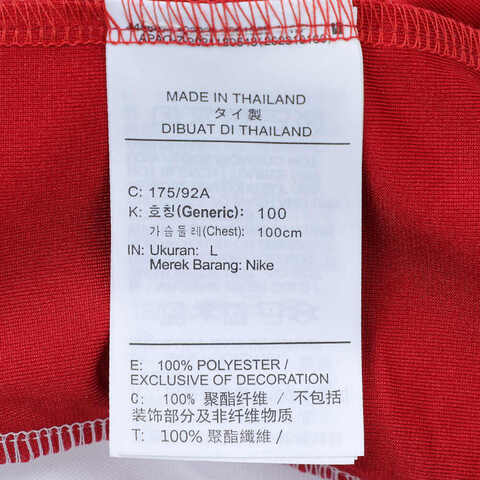 MADE IN THAILAND
タイ製
DIBUAT DI THAILAND
C: 175/92A
K: 호칭(Generic): 100
가슴둘레(Chest): 100cm
IN: Ukuran: L
Merek Barang: Nike
E: 100% POLYESTER /
EXCLUSIVE OF DECORATION
C: 100% 聚酯纤维 / 不包括
装饰部分及非纤维物质
T: 100% 聚酯纖維 /